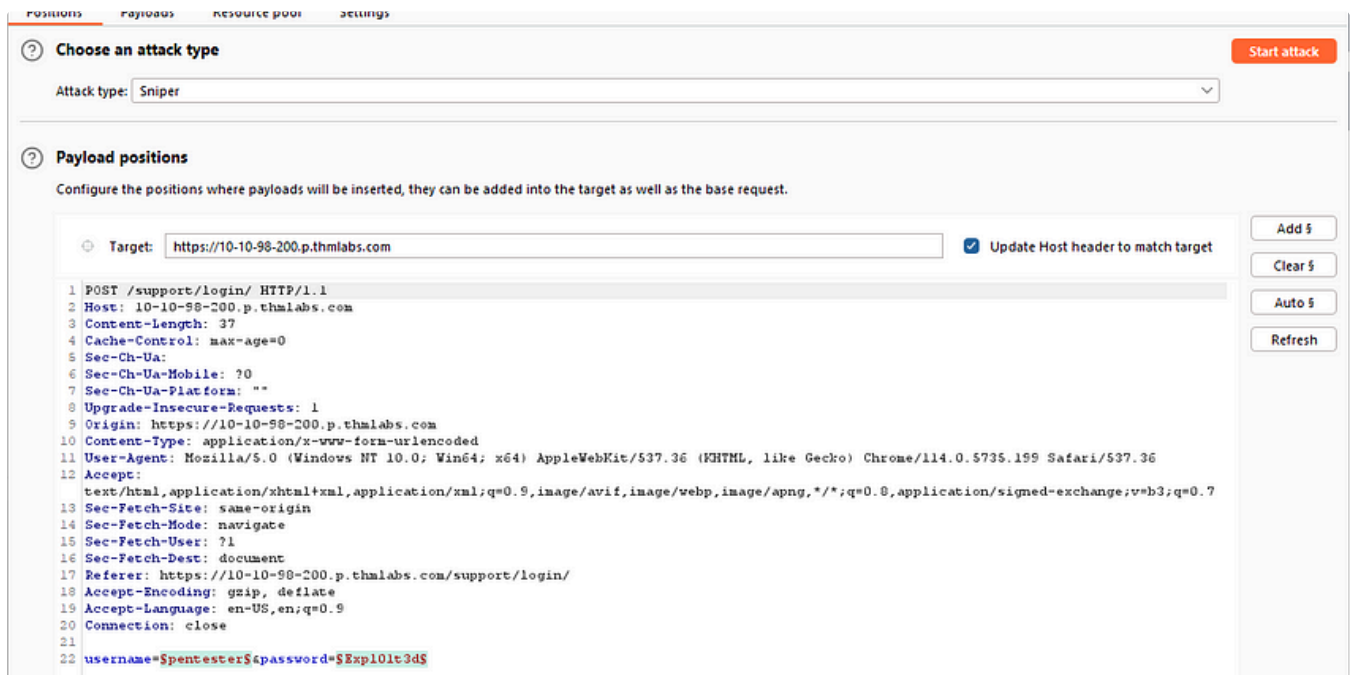 Positions Payloads Resource pool Settings
Choose an attack type
Start attack
Attack type: Sniper
Payload positions
Configure the positions where payloads will be inserted, they can be added into the target as well as the base request.
Target: https://10-10-98-200.p.thmlabs.com Update Host header to match target
Add §
Clear §
Auto §
Refresh
1 POST /support/login/ HTTP/1.1
2 Host: 10-10-98-200.p.thmlabs.com
3 Content-Length: 37
4 Cache-Control: max-age=0
5 Sec-Ch-Ua:
6 Sec-Ch-Ua-Mobile: ?0
7 Sec-Ch-Ua-Platform: ""
8 Upgrade-Insecure-Requests: 1
9 Origin: https://10-10-98-200.p.thmlabs.com
10 Content-Type: application/x-www-form-urlencoded
11 User-Agent: Mozilla/5.0 (Windows NT 10.0; Win64; x64) AppleWebKit/537.36 (KHTML, like Gecko) Chrome/114.0.5735.199 Safari/537.36
12 Accept:
text/html,application/xhtml+xml,application/xml;q=0.9,image/avif,image/webp,image/apng,*/*;q=0.8,application/signed-exchange;v=b3;q=0.7
13 Sec-Fetch-Site: same-origin
14 Sec-Fetch-Mode: navigate
15 Sec-Fetch-User: ?1
16 Sec-Fetch-Dest: document
17 Referer: https://10-10-98-200.p.thmlabs.com/support/login/
18 Accept-Encoding: gzip, deflate
19 Accept-Language: en-US,en;q=0.9
20 Connection: close
21
22 username=§pentester§&password=§Expl01t3d§